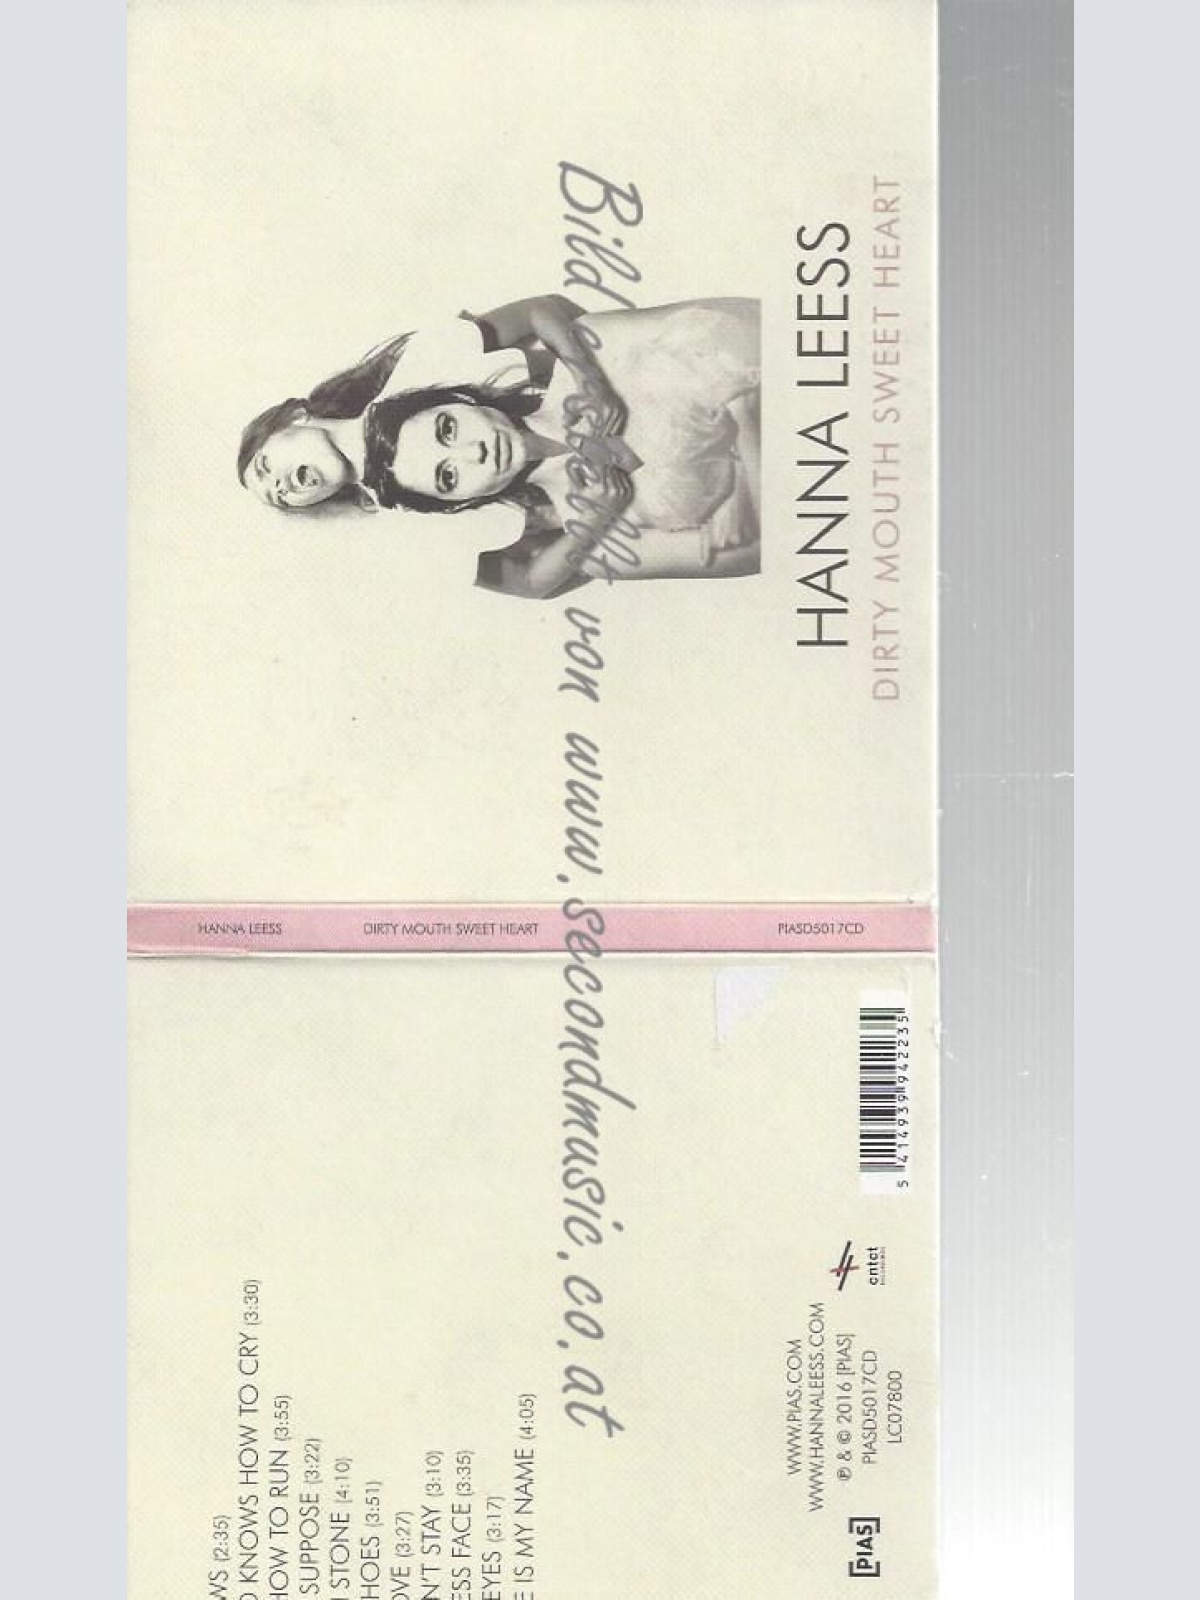 HANNA LEESS
DIRTY MOUTH SWEET HEART
Bild erstellt von www.secondmusic.co.at
HANNA LEESS DIRTY MOUTH SWEET HEART PIASD5017CD
WS (2:35)
O KNOWS HOW TO CRY (3:30)
HOW TO RUN (3:55)
SUPPOSE (3:22)
STONE (4:10)
HOES (3:51)
OVE (3:27)
N'T STAY (3:10)
ESS FACE (3:35)
EYES (3:17)
E IS MY NAME (4:05)
WWW.PIAS.COM
WWW.HANNALEESS.COM
℗ & © 2016 [PIAS]
PIASD5017CD
LC07800
[PIAS]
cntct
5 414939 942235